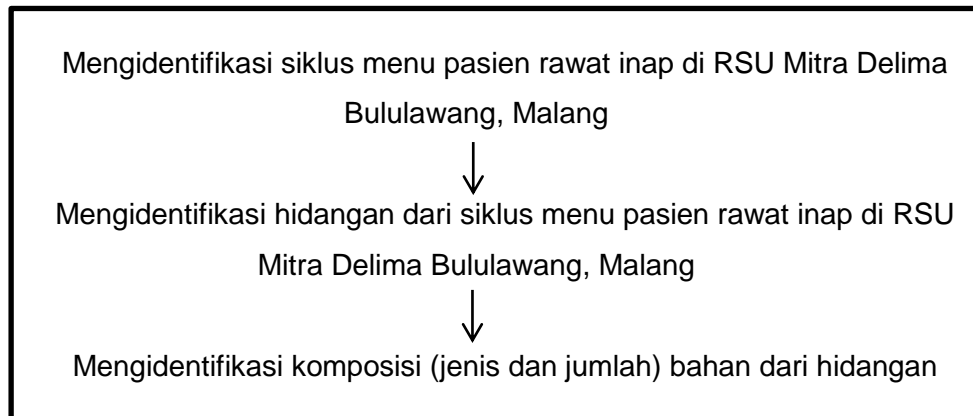 Mengidentifikasi siklus menu pasien rawat inap di RSU Mitra Delima
Bululawang, Malang
Mengidentifikasi hidangan dari siklus menu pasien rawat inap di RSU
Mitra Delima Bululawang, Malang
Mengidentifikasi komposisi (jenis dan jumlah) bahan dari hidangan